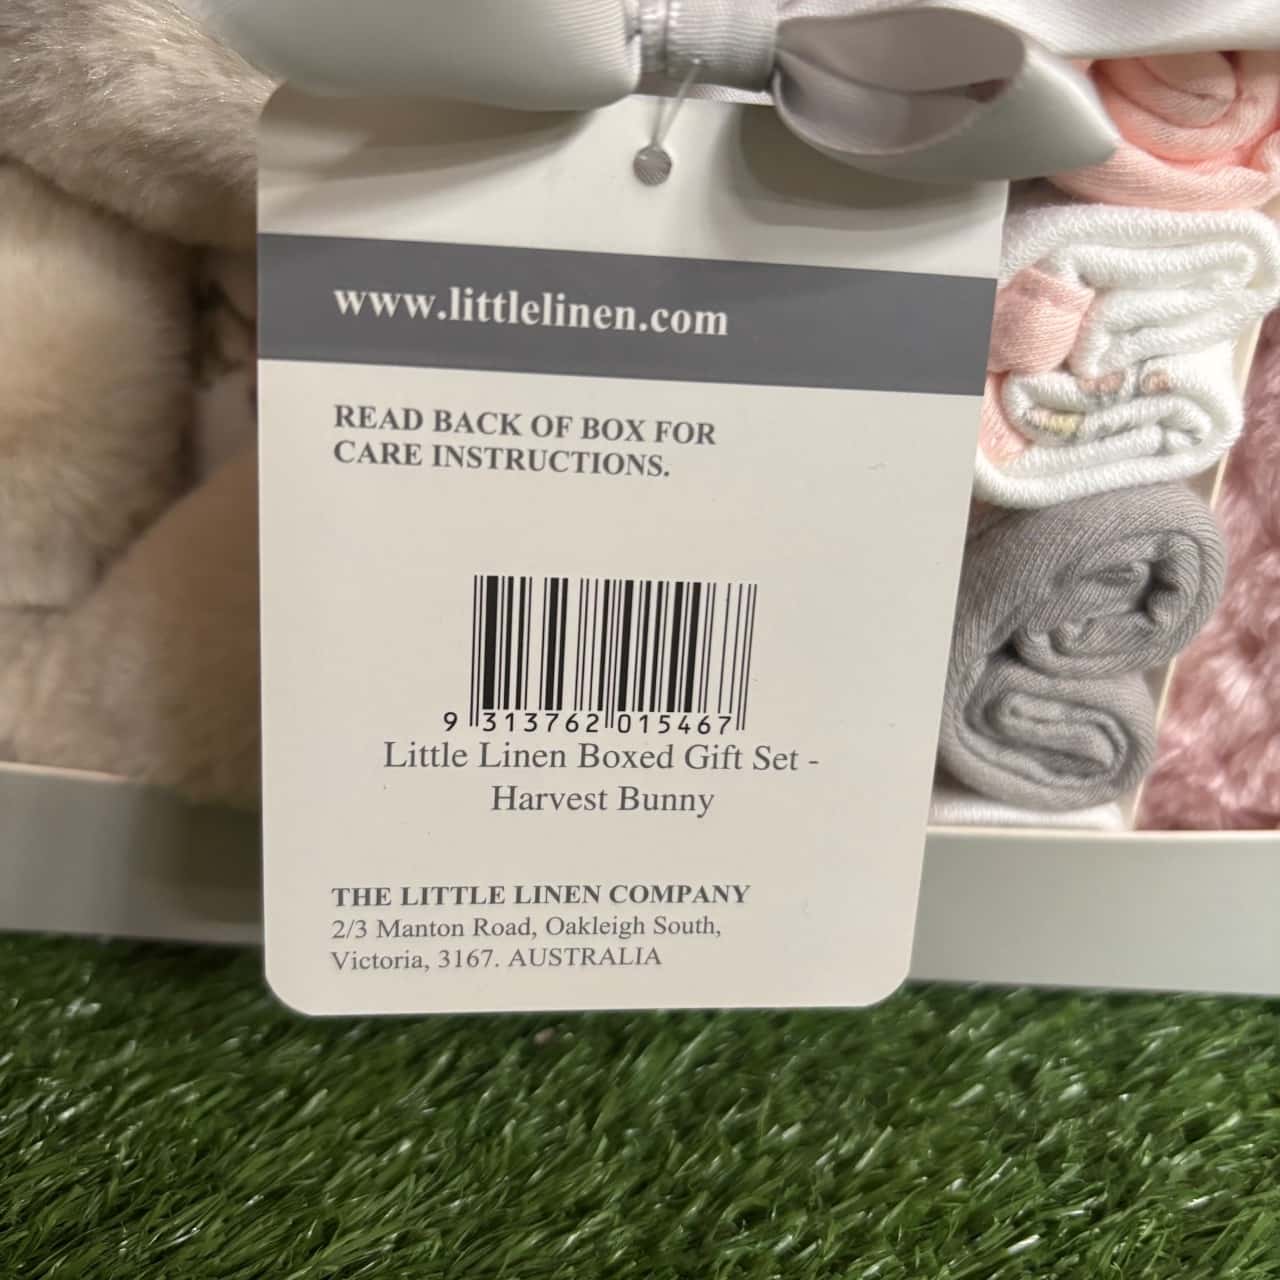 www.littlelinen.com
READ BACK OF BOX FOR
CARE INSTRUCTIONS.
9 313762 015467
Little Linen Boxed Gift Set -
Harvest Bunny
THE LITTLE LINEN COMPANY
2/3 Manton Road, Oakleigh South,
Victoria, 3167. AUSTRALIA